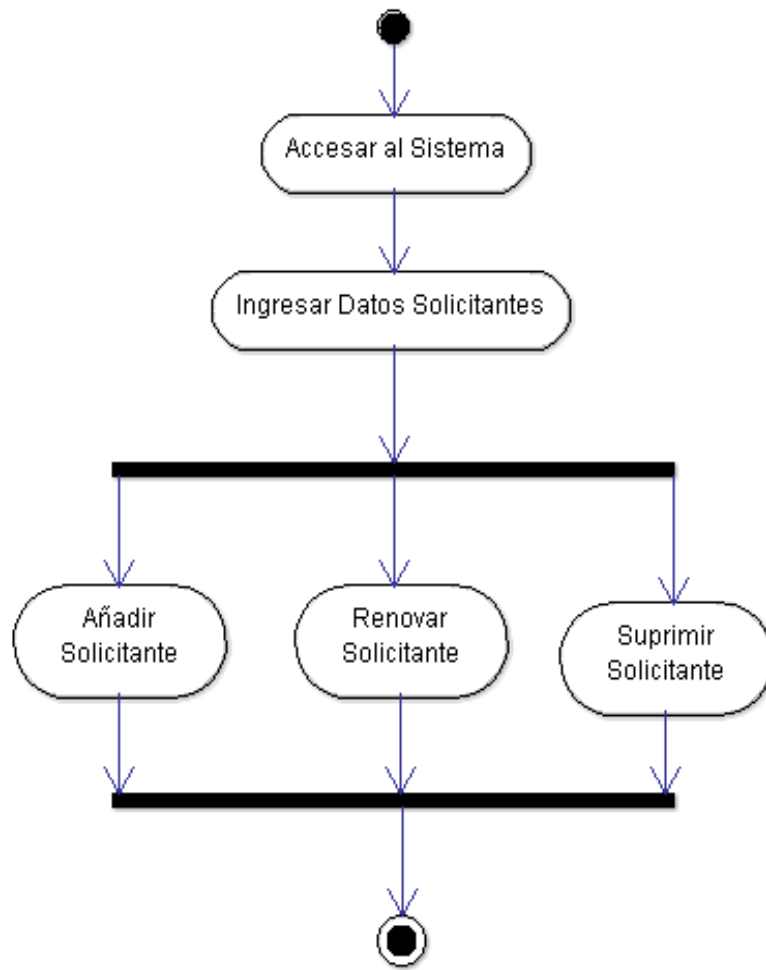 Accesar al Sistema
Ingresar Datos Solicitantes
Añadir
Solicitante
Renovar
Solicitante
Suprimir
Solicitante